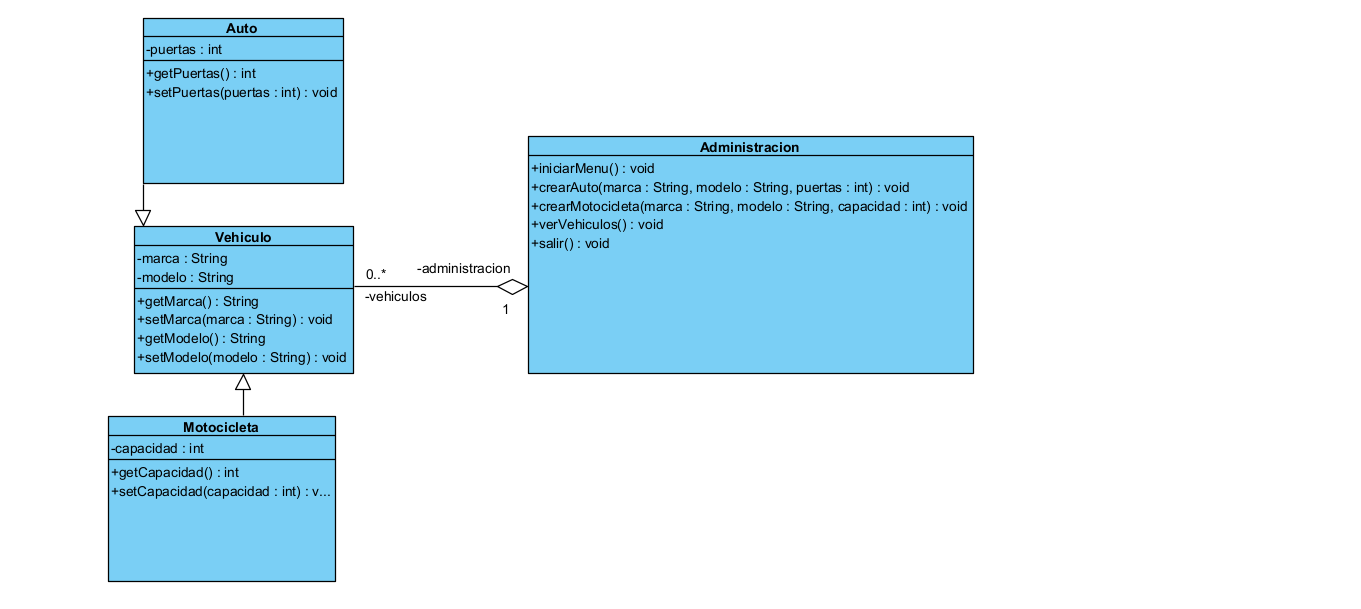 Auto
-puertas : int
+getPuertas() : int
+setPuertas(puertas : int) : void
Administracion
+iniciarMenu() : void
+crearAuto(marca : String, modelo : String, puertas : int) : void
+crearMotocicleta(marca : String, modelo : String, capacidad : int) : void
+verVehiculos() : void
+salir() : void
Vehiculo
-marca : String
-modelo : String
+getMarca() : String
+setMarca(marca : String) : void
+getModelo() : String
+setModelo(modelo : String) : void
0..*
-administracion
-vehiculos
1
Motocicleta
-capacidad : int
+getCapacidad() : int
+setCapacidad(capacidad : int) : v...